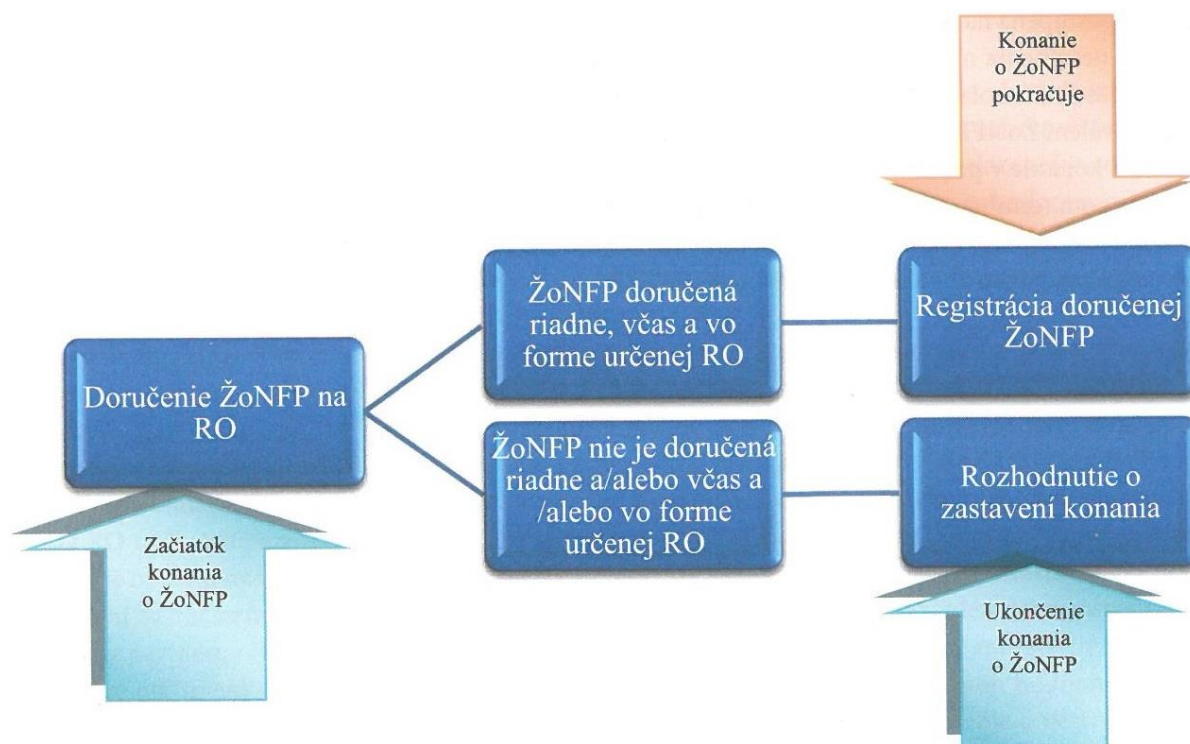 Konanie
o ŽoNFP
pokračuje
ŽoNFP doručená
riadne, včas a vo
forme určenej RO
Registrácia doručenej
ŽoNFP
Doručenie ŽoNFP na
RO
ŽoNFP nie je doručená
riadne a/alebo včas a
/alebo vo forme
určenej RO
Rozhodnutie o
zastavení konania
Začiatok
konania
o ŽoNFP
Ukončenie
konania
o ŽoNFP